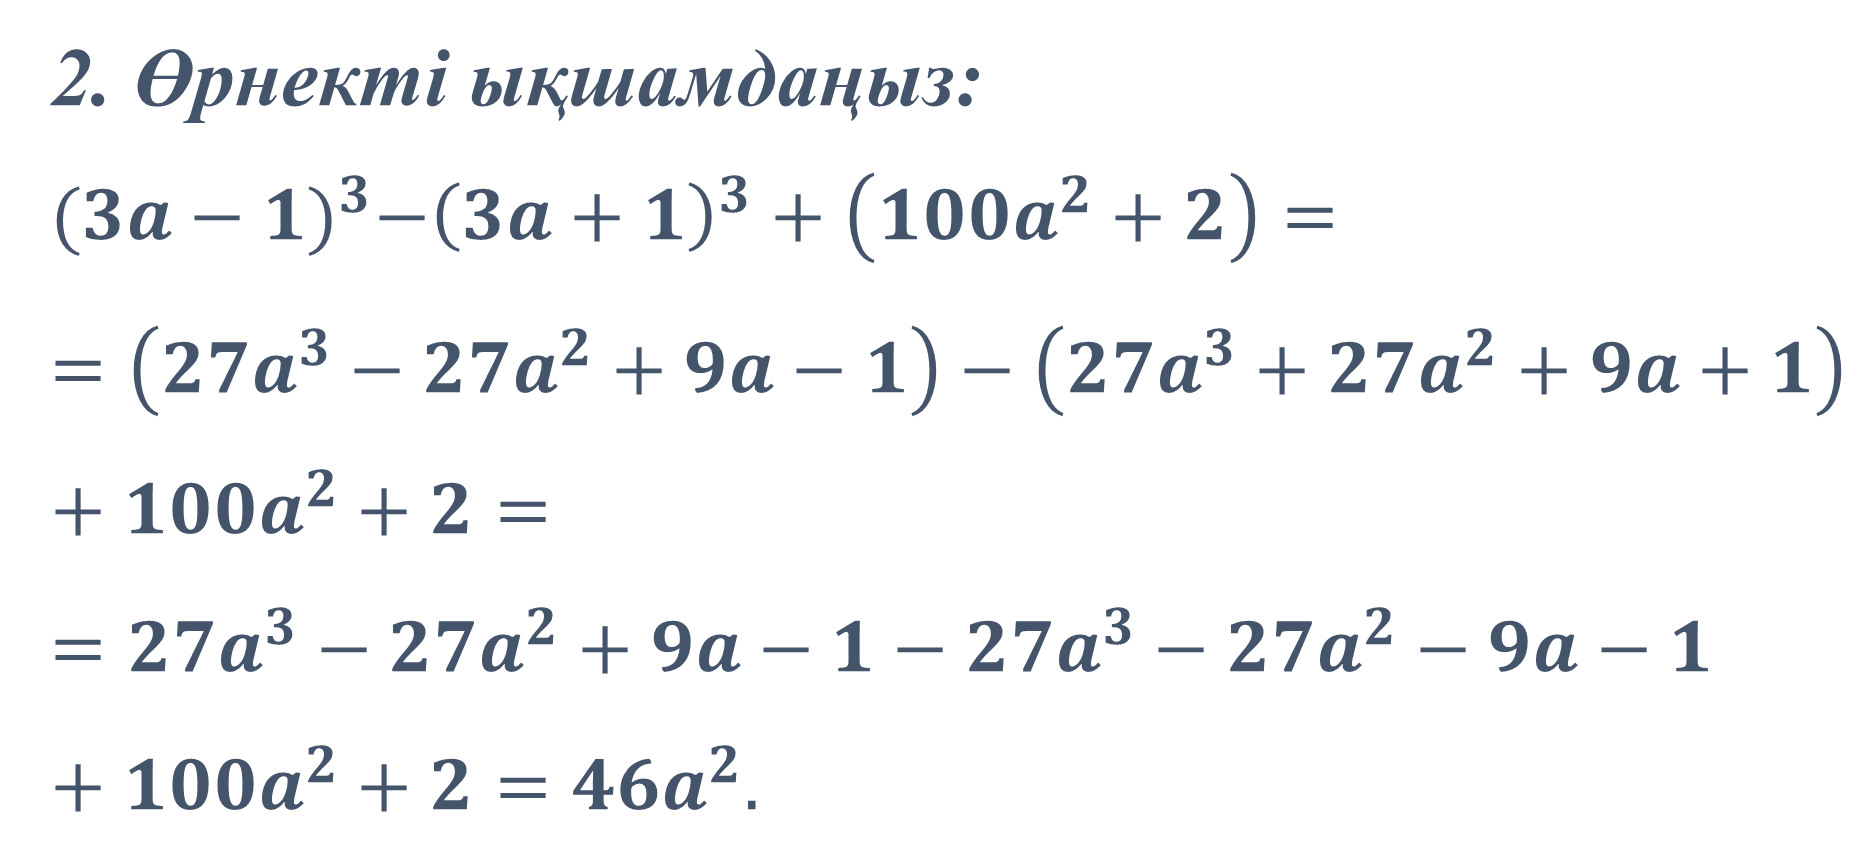 2. Өрнекті ықшамдаңыз:
(3a − 1)³−(3a + 1)³ + (100a² + 2) =
= (27a³ − 27a² + 9a − 1) − (27a³ + 27a² + 9a + 1)
+ 100a² + 2 =
= 27a³ − 27a² + 9a − 1 − 27a³ − 27a² − 9a − 1
+ 100a² + 2 = 46a².